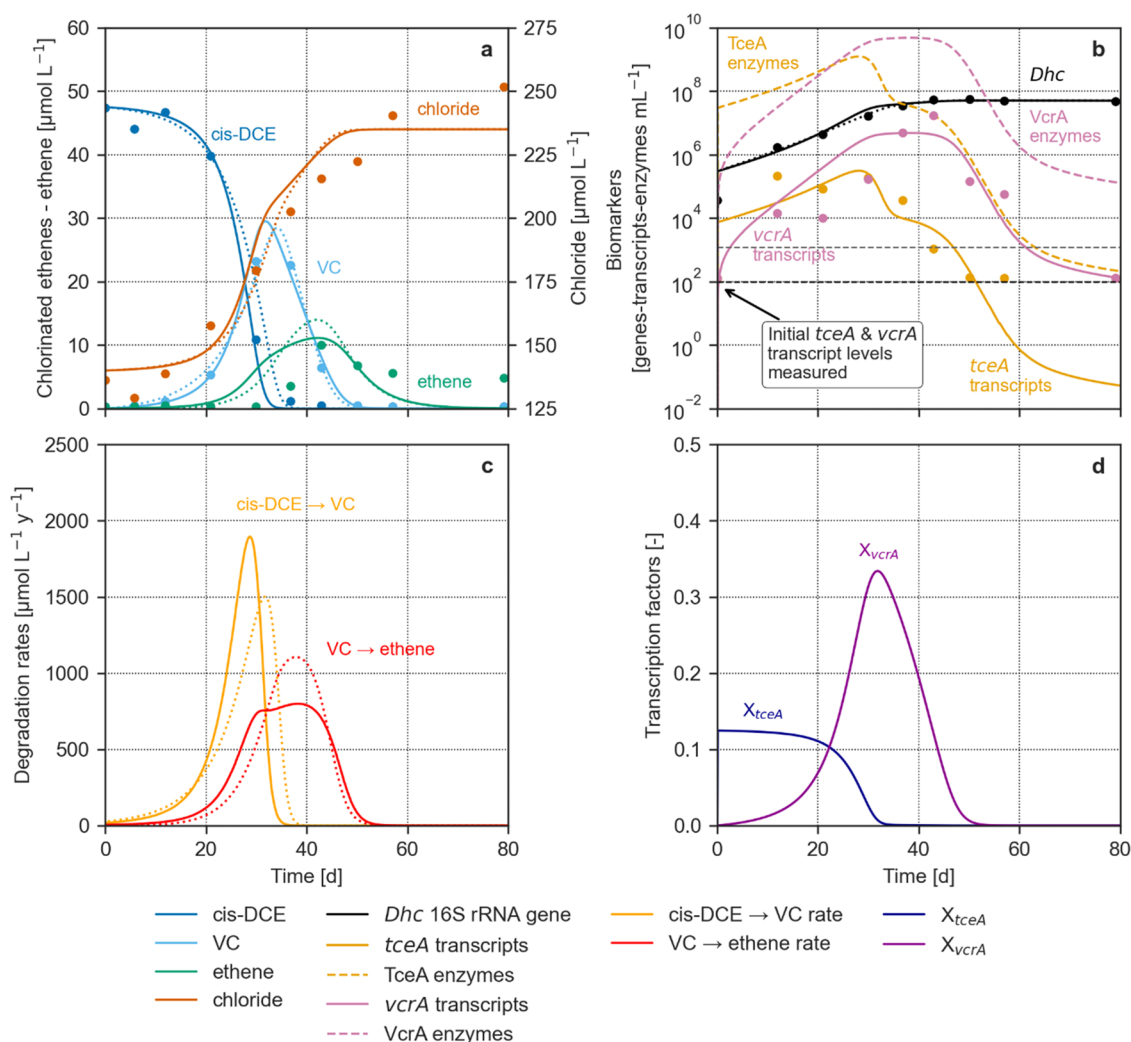 a
Chlorinated ethenes - ethene [µmol L⁻¹]
60
50
40
30
20
10
0
cis-DCE
chloride
VC
ethene
275
250
225
200
175
150
125
Chloride [µmol L⁻¹]
b
Biomarkers
[genes-transcripts-enzymes mL⁻¹]
10¹⁰
10⁸
10⁶
10⁴
10²
10⁰
10⁻²
TceA
enzymes
Dhc
VcrA
enzymes
vcrA
transcripts
Initial tceA & vcrA
transcript levels
measured
tceA
transcripts
c
Degradation rates [µmol L⁻¹ y⁻¹]
2500
2000
1500
1000
500
0
cis-DCE → VC
VC → ethene
0 20 40 60 80
Time [d]
d
Transcription factors [-]
0.5
0.4
0.3
0.2
0.1
0.0
X_vcrA
X_tceA
0 20 40 60 80
Time [d]
cis-DCE
VC
ethene
chloride
Dhc 16S rRNA gene
tceA transcripts
TceA enzymes
vcrA transcripts
VcrA enzymes
cis-DCE → VC rate
VC → ethene rate
X_tceA
X_vcrA